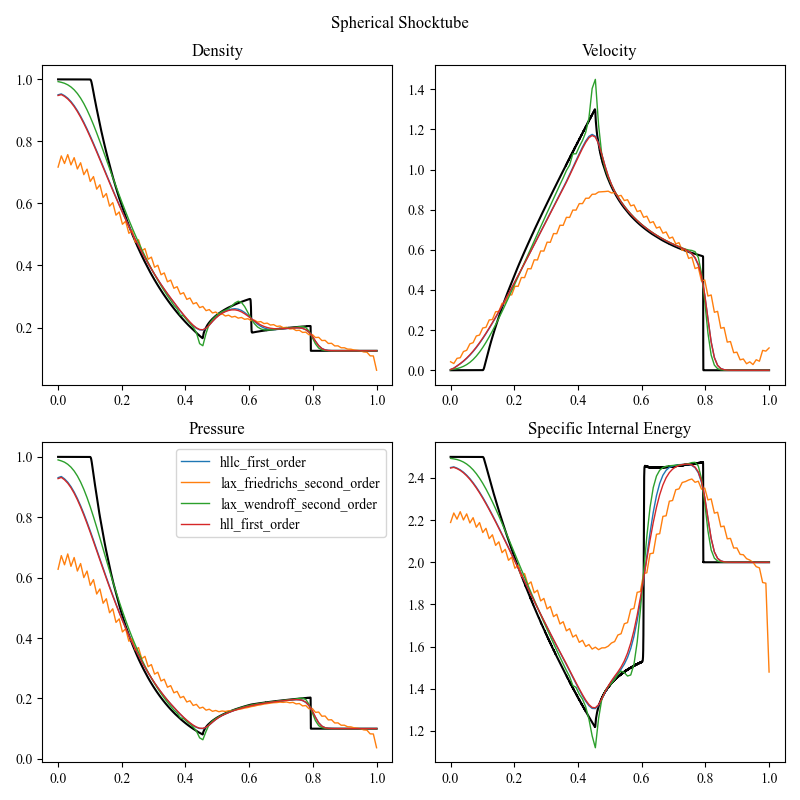 Spherical Shocktube
Density
1.0
0.8
0.6
0.4
0.2
0.0 0.2 0.4 0.6 0.8 1.0
Velocity
1.4
1.2
1.0
0.8
0.6
0.4
0.2
0.0
0.0 0.2 0.4 0.6 0.8 1.0
Pressure
1.0
0.8
0.6
0.4
0.2
0.0
0.0 0.2 0.4 0.6 0.8 1.0
hllc_first_order
lax_friedrichs_second_order
lax_wendroff_second_order
hll_first_order
Specific Internal Energy
2.4
2.2
2.0
1.8
1.6
1.4
1.2
0.0 0.2 0.4 0.6 0.8 1.0